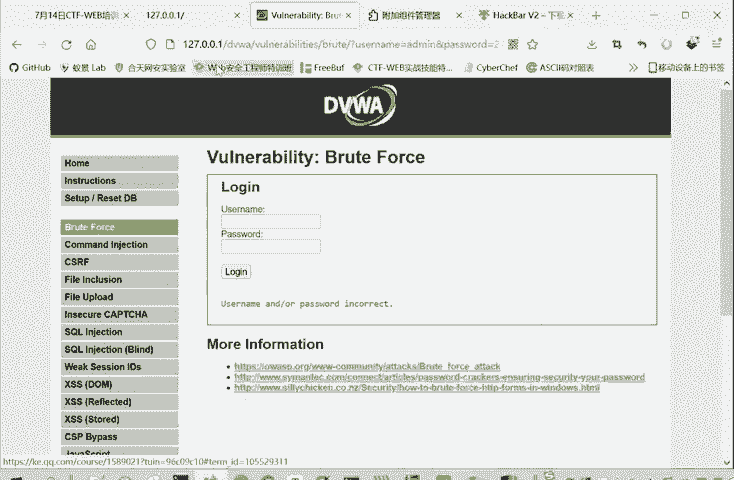 7月14日CTF-WEB培训
127.0.0.1/
Vulnerability: Brute Force
附加组件管理器
HackBar V2 – 下载
127.0.0.1/dvwa/vulnerabilities/brute/?username=admin&password=2
GitHub
蚁景 Lab
合天网安实验室
Web安全工程师特训班
FreeBuf
CTF-WEB实战技能特...
CyberChef
ASCII码对照表
移动设备上的书签
DVWA
Home
Instructions
Setup / Reset DB
Brute Force
Command Injection
CSRF
File Inclusion
File Upload
Insecure CAPTCHA
SQL Injection
SQL Injection (Blind)
Weak Session IDs
XSS (DOM)
XSS (Reflected)
XSS (Stored)
CSP Bypass
JavaScript
Vulnerability: Brute Force
Login
Username:
Password:
Login
Username and/or password incorrect.
More Information
https://owasp.org/www-community/attacks/Brute_force_attack
http://www.symantec.com/connect/articles/password-crackers-ensuring-security-your-password
http://www.sillychicken.co.nz/Security/how-to-brute-force-http-forms-in-windows.html
https://ke.qq.com/course/1589021?tuin=96c09c10#term_id=105529311